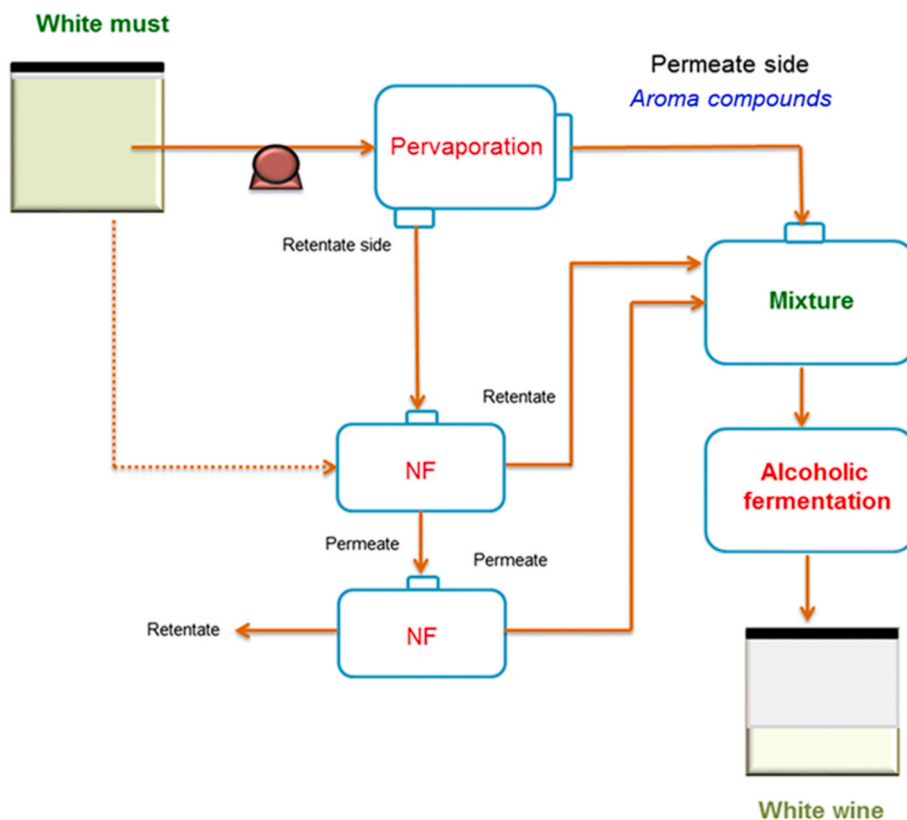 White must
Permeate side
Aroma compounds
Pervaporation
Retentate side
Mixture
Retentate
NF
Alcoholic
fermentation
Permeate
Permeate
Retentate
NF
White wine